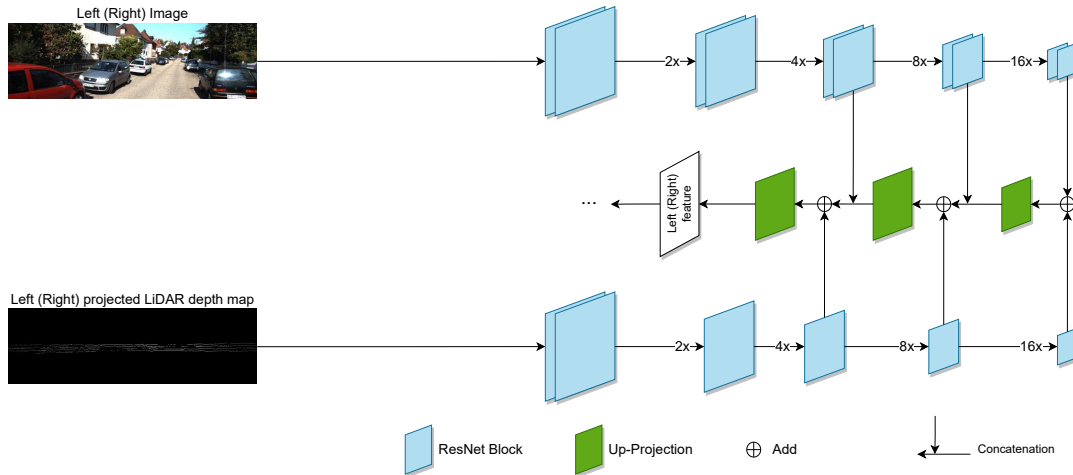 Left (Right) Image
2x
4x
8x
16x
Left (Right)
feature
...
Left (Right) projected LiDAR depth map
2x
4x
8x
16x
ResNet Block
Up-Projection
Add
Concatenation